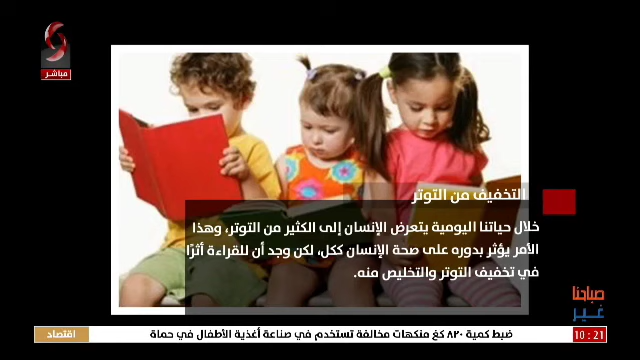 مباشر
التخفيف من التوتر
خلال حياتنا اليومية يتعرض الإنسان إلى الكثير من التوتر، وهذا
الأمر يؤثر بدوره على صحة الإنسان ككل، لكن وجد أن للقراءة أثرًا
في تخفيف التوتر والتخليص منه.
صباحنا
غير
اقتصاد
ضبط كمية ٨٢٠ كغ منكهات مخالفة تستخدم في صناعة أغذية الأطفال في حماة
10:21